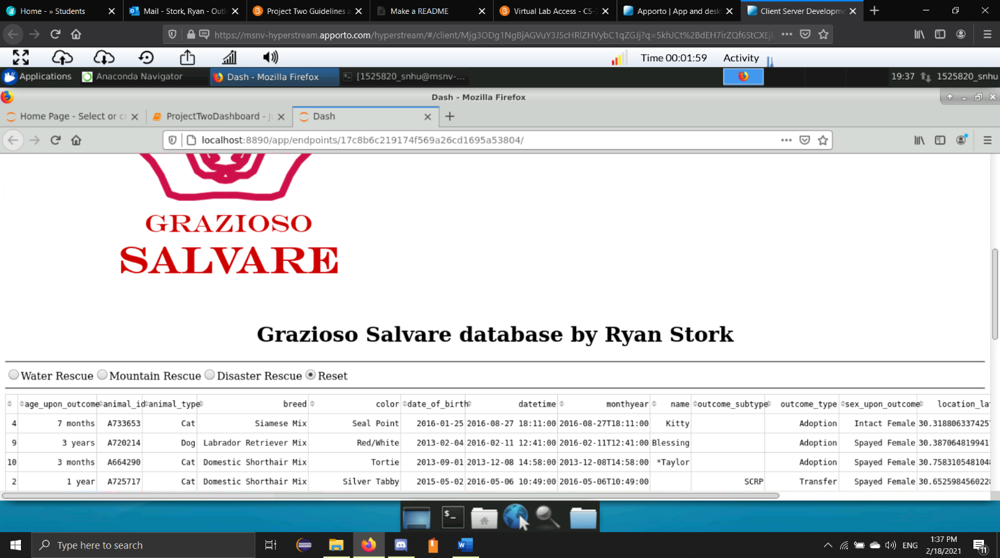 Home - » Students
Mail - Stork, Ryan - Outl
Project Two Guidelines a
Make a README
Virtual Lab Access - CS-3
Apporto | App and desk
Client Server Developme
https://msnv-hyperstream.apporto.com/hyperstream/#/client/
Time 00:01:59 Activity
Applications Anaconda Navigator Dash - Mozilla Firefox [1525820_snhu@msnv-... 19:37 1525820_snhu
Dash - Mozilla Firefox
Home Page - Select or cr ProjectTwoDashboard - Ju Dash
localhost:8890/app/endpoints/17c8b6c219174f569a26cd1695a53804/
GRAZIOSO
SALVARE
Grazioso Salvare database by Ryan Stork
Water Rescue Mountain Rescue Disaster Rescue Reset
age_upon_outcome animal_id animal_type breed color date_of_birth datetime monthyear name outcome_subtype outcome_type sex_upon_outcome location_la
4 7 months A733653 Cat Siamese Mix Seal Point 2016-01-25 2016-08-27 18:11:00 2016-08-27T18:11:00 Kitty Adoption Intact Female 30.318806337425
9 3 years A720214 Dog Labrador Retriever Mix Red/White 2013-02-04 2016-02-11 12:41:00 2016-02-11T12:41:00 Blessing Adoption Spayed Female 30.38706481994
10 3 months A664290 Cat Domestic Shorthair Mix Tortie 2013-09-01 2013-12-08 14:58:00 2013-12-08T14:58:00 *Taylor Adoption Spayed Female 30.758310548104
2 1 year A725717 Cat Domestic Shorthair Mix Silver Tabby 2015-05-02 2016-05-06 10:49:00 2016-05-06T10:49:00 SCRP Transfer Spayed Female 30.652598456022
Type here to search
ENG
1:37 PM
2/18/2021
11